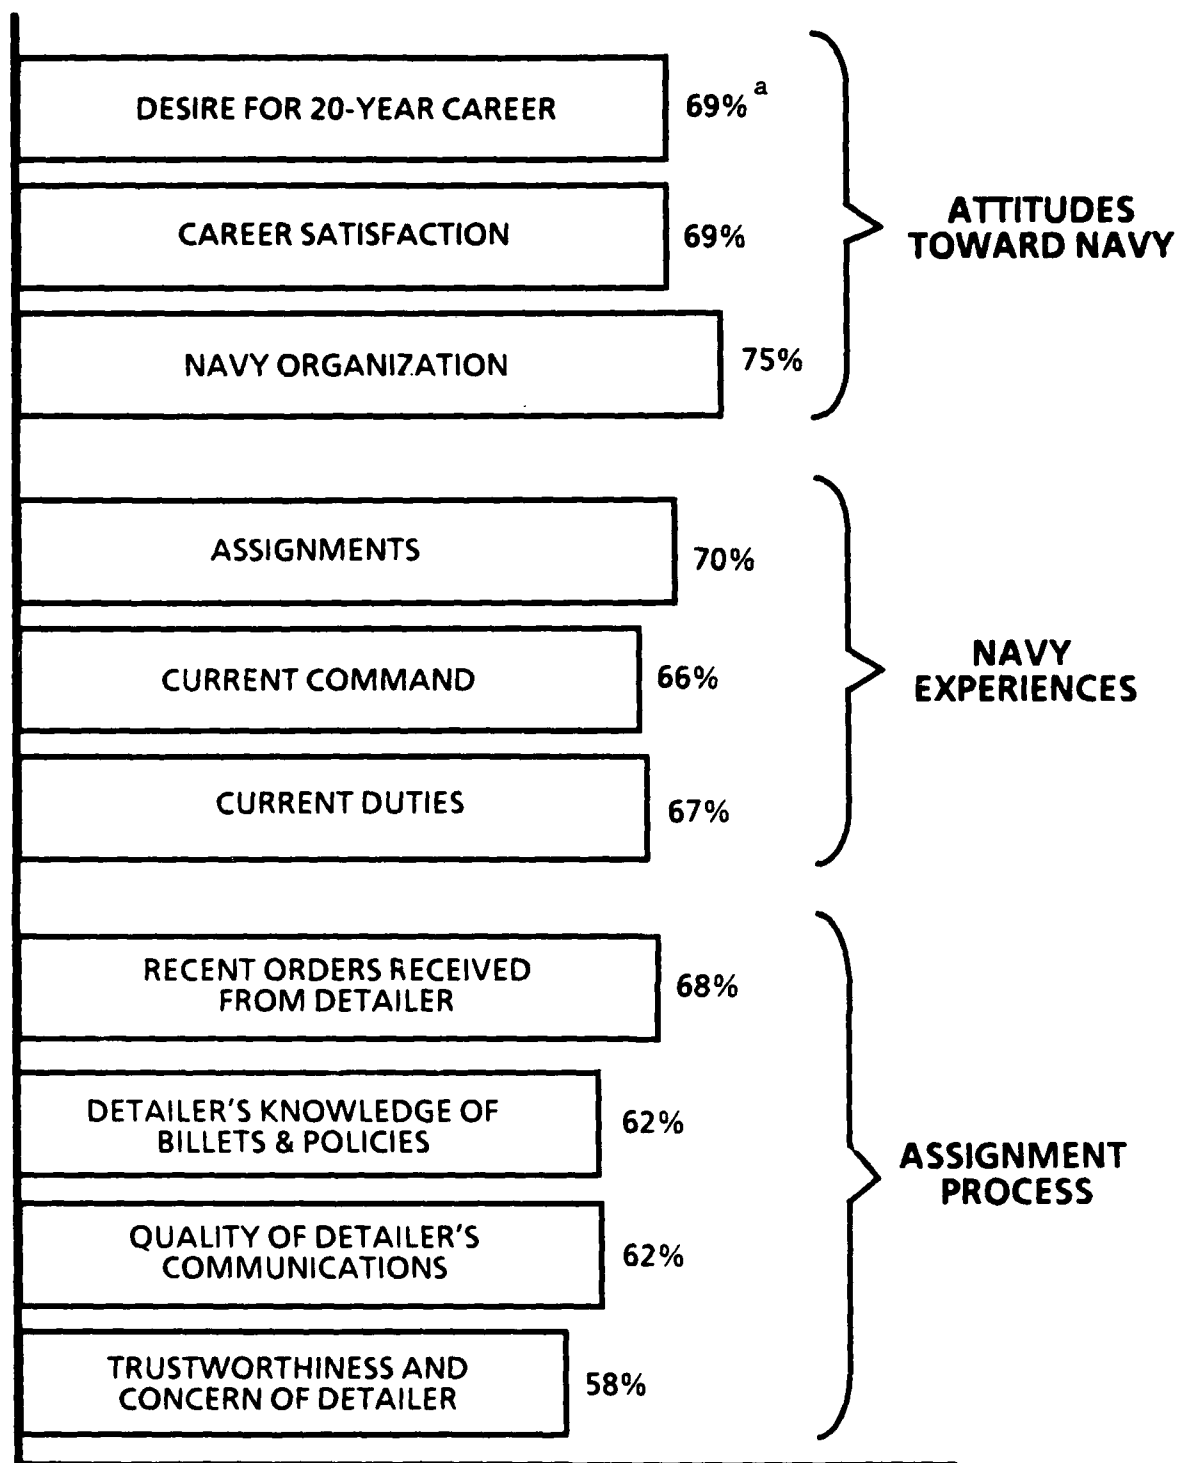 DESIRE FOR 20-YEAR CAREER
69% a
CAREER SATISFACTION
69%
NAVY ORGANIZATION
75%
ATTITUDES
TOWARD NAVY
ASSIGNMENTS
70%
CURRENT COMMAND
66%
CURRENT DUTIES
67%
NAVY
EXPERIENCES
RECENT ORDERS RECEIVED
FROM DETAILER
68%
DETAILER'S KNOWLEDGE OF
BILLETS & POLICIES
62%
QUALITY OF DETAILER'S
COMMUNICATIONS
62%
TRUSTWORTHINESS AND
CONCERN OF DETAILER
58%
ASSIGNMENT
PROCESS